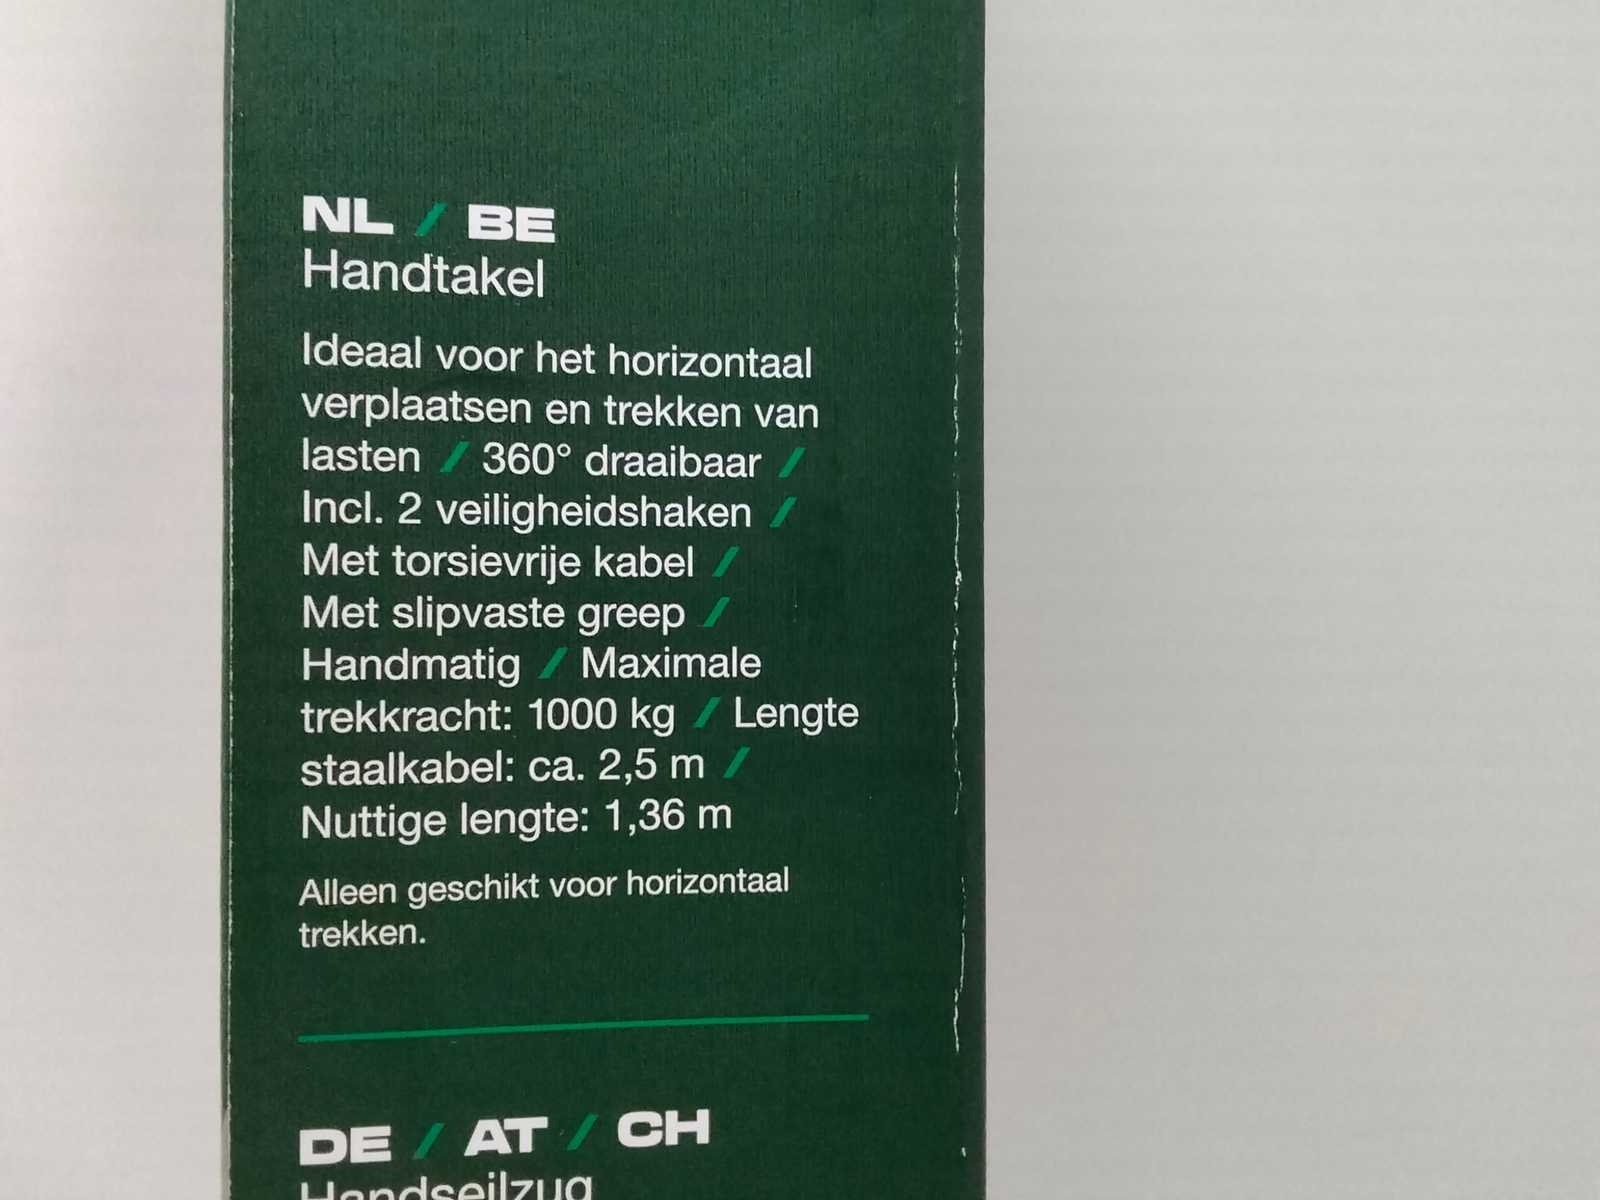 NL / BE
Handtakel
Ideaal voor het horizontaal
verplaatsen en trekken van
lasten / 360° draaibaar /
Incl. 2 veiligheidshaken /
Met torsievrije kabel /
Met slipvaste greep /
Handmatig / Maximale
trekkracht: 1000 kg / Lengte
staalkabel: ca. 2,5 m /
Nuttige lengte: 1,36 m
Alleen geschikt voor horizontaal
trekken.
DE / AT / CH
Handseilzug